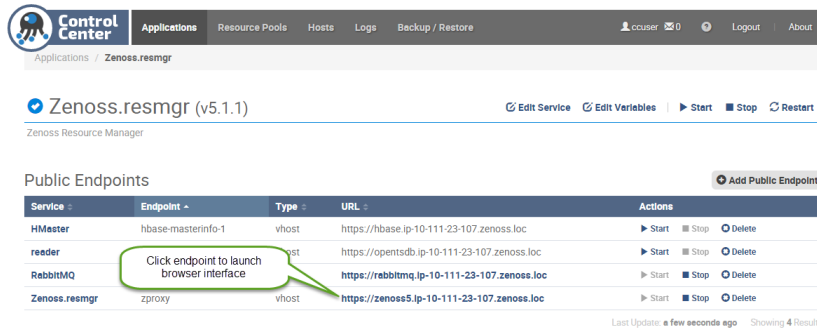 Control Center Applications Resource Pools Hosts Logs Backup / Restore ccuser 0 Logout About
Applications / Zenoss.resmgr
Zenoss.resmgr (v5.1.1) Edit Service Edit Variables Start Stop Restart
Zenoss Resource Manager
Public Endpoints Add Public Endpoint
Service Endpoint Type URL Actions
HMaster hbase-masterinfo-1 vhost https://hbase.ip-10-111-23-107.zenoss.loc Start Stop Delete
reader vhost https://opentsdb.ip-10-111-23-107.zenoss.loc Start Stop Delete
Click endpoint to launch
browser interface
RabbitMQ https://rabbitmq.ip-10-111-23-107.zenoss.loc Start Stop Delete
Zenoss.resmgr zproxy vhost https://zenoss5.ip-10-111-23-107.zenoss.loc Start Stop Delete
Last Update: a few seconds ago Showing 4 Result